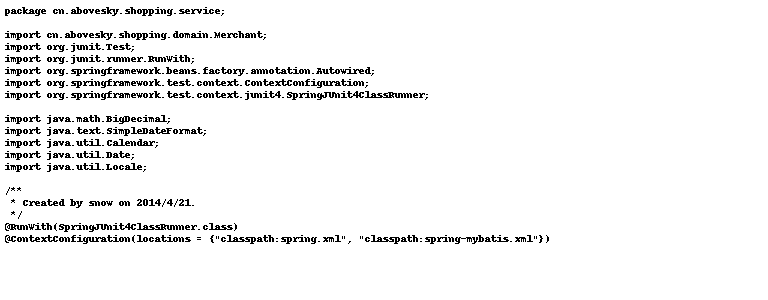 package cn.abovesky.shopping.service;

import cn.abovesky.shopping.domain.Merchant;
import org.junit.Test;
import org.junit.runner.RunWith;
import org.springframework.beans.factory.annotation.Autowired;
import org.springframework.test.context.ContextConfiguration;
import org.springframework.test.context.junit4.SpringJUnit4ClassRunner;

import java.math.BigDecimal;
import java.text.SimpleDateFormat;
import java.util.Calendar;
import java.util.Date;
import java.util.Locale;

/**
 * Created by snow on 2014/4/21.
 */
@RunWith(SpringJUnit4ClassRunner.class)
@ContextConfiguration(locations = {"classpath:spring.xml", "classpath:spring-mybatis.xml"})